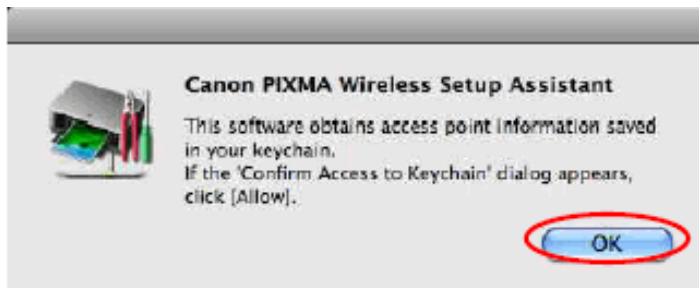 Canon PIXMA Wireless Setup Assistant
This software obtains access point information saved
in your keychain.
If the 'Confirm Access to Keychain' dialog appears,
click [Allow].
OK